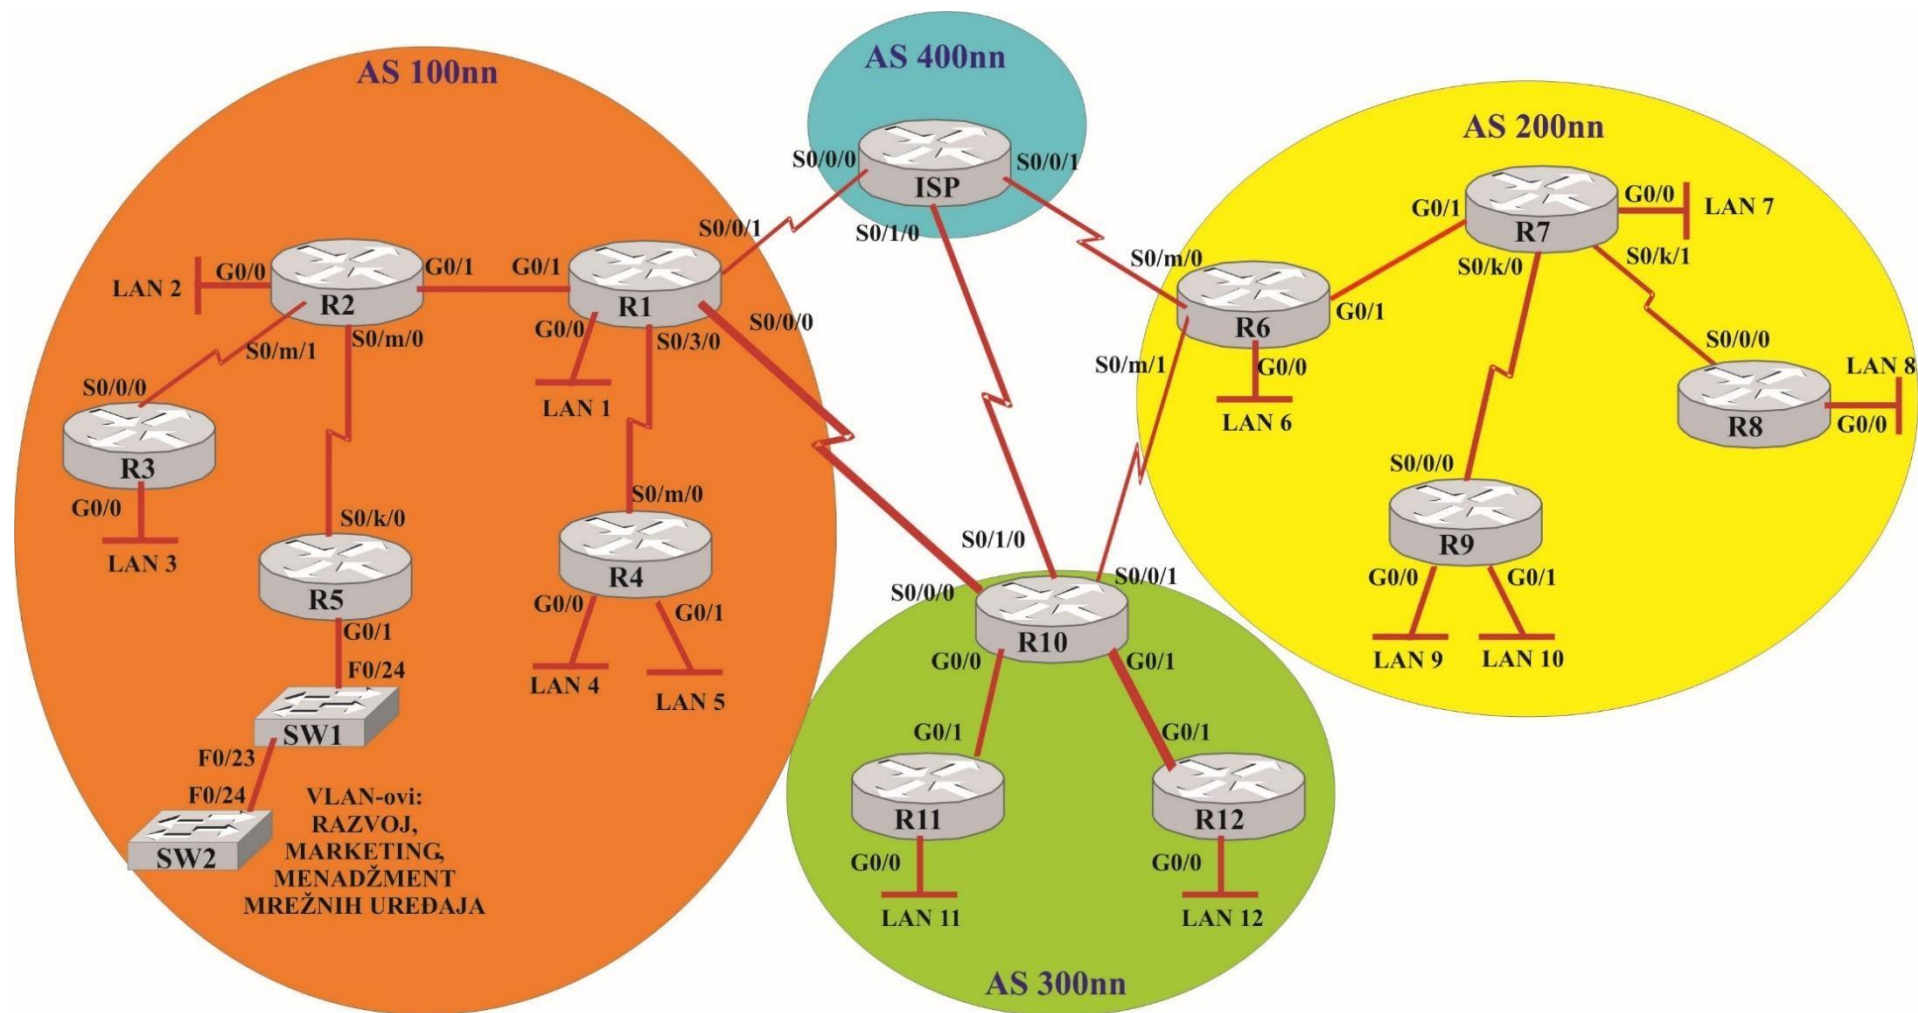 AS 100nn
AS 400nn
AS 200nn
AS 300nn
S0/0/0
ISP
S0/0/1
S0/1/0
LAN 2
G0/0
R2
G0/1
S0/m/1
S0/m/0
G0/1
R1
S0/0/1
G0/0
S0/3/0
S0/0/0
LAN 1
S0/0/0
R3
G0/0
LAN 3
S0/k/0
R5
G0/1
F0/24
SW1
F0/23
F0/24
SW2
VLAN-ovi:
RAZVOJ,
MARKETING,
MENADŽMENT
MREŽNIH UREĐAJA
S0/m/0
R4
G0/0
G0/1
LAN 4
LAN 5
S0/m/0
R6
G0/1
S0/m/1
G0/0
LAN 6
G0/1
R7
G0/0
LAN 7
S0/k/0
S0/k/1
S0/0/0
R8
LAN 8
G0/0
S0/0/0
R9
G0/0
G0/1
LAN 9
LAN 10
S0/1/0
S0/0/0
S0/0/1
R10
G0/0
G0/1
G0/1
R11
G0/0
LAN 11
G0/1
R12
G0/0
LAN 12